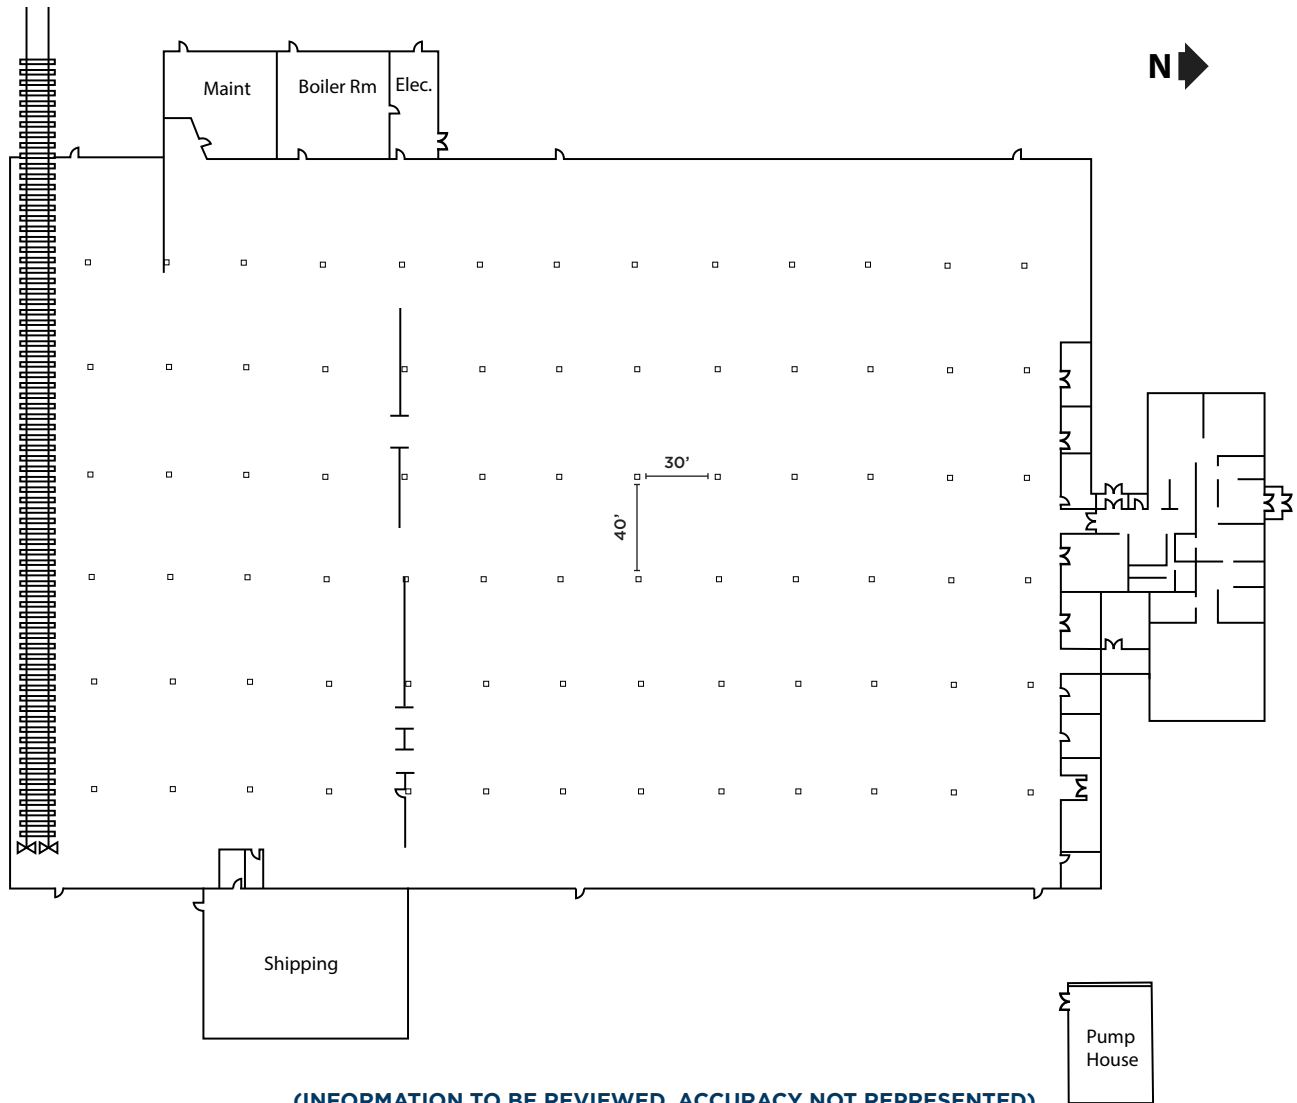 N
Maint
Boiler Rm
Elec.
30’
40’
Shipping
Pump
House
(INFORMATION TO BE REVIEWED, ACCURACY NOT REPRESENTED)